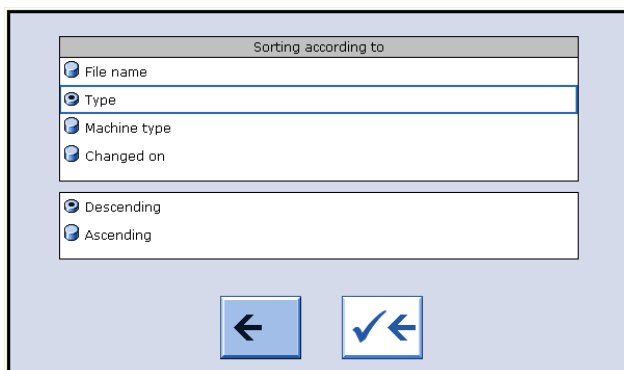 Sorting according to
File name
Type
Machine type
Changed on
Descending
Ascending